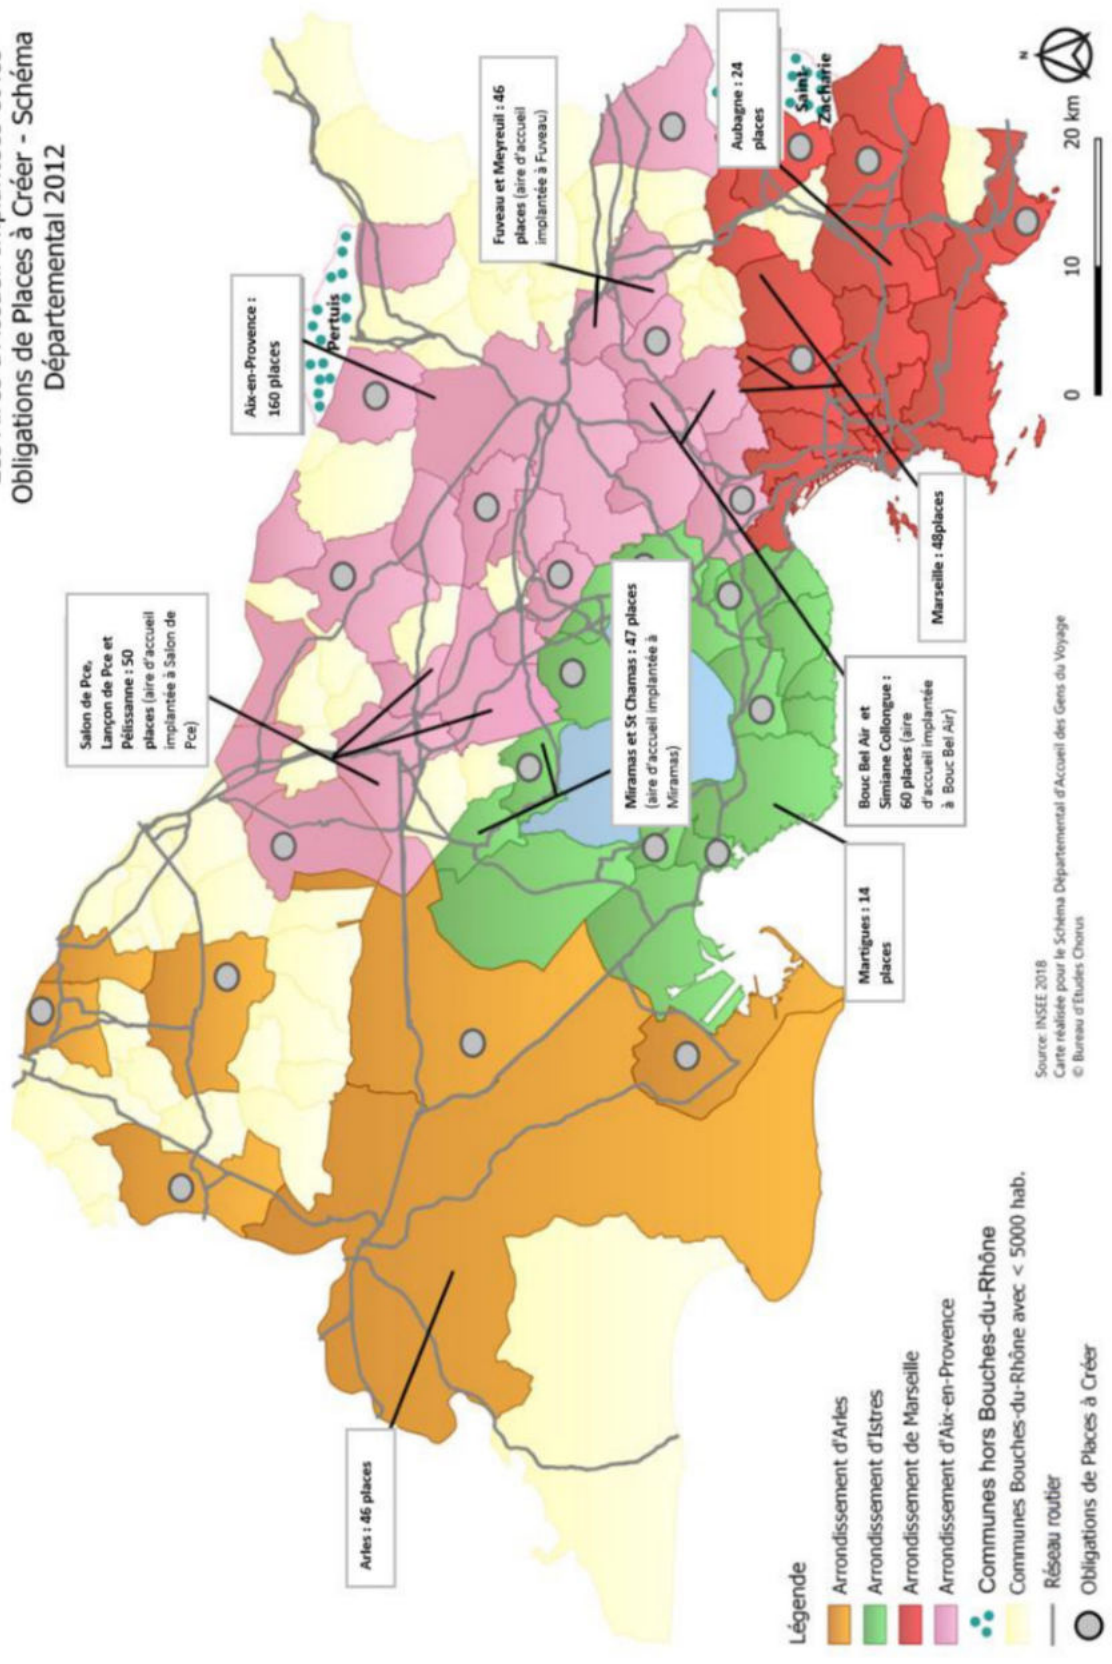 Obligations de Places à Créer - Schéma
Départemental 2012
Salon de Pce,
Lançon de Pce et
Pélissanne : 50
places (aire d'accueil
implantée à Salon de
Pce)
Aix-en-Provence :
160 places
Pertuis
Fuveau et Meyreuil : 46
places (aire d'accueil
implantée à Fuveau)
Aubagne : 24
places
Saint-
Zacharie
Arles : 46 places
Miramas et St Chamas : 47 places
(aire d'accueil implantée à
Miramas)
Martigues : 14
places
Bouc Bel Air et
Simiane Collongue :
60 places (aire
d'accueil implantée
à Bouc Bel Air)
Marseille : 48places
N
0 10 20 km
Légende
Arrondissement d'Arles
Arrondissement d'Istres
Arrondissement de Marseille
Arrondissement d'Aix-en-Provence
Communes hors Bouches-du-Rhône
Communes Bouches-du-Rhône avec < 5000 hab.
Réseau routier
Obligations de Places à Créer
Source: INSEE 2018
Carte réalisée pour le Schéma Départemental d'Accueil des Gens du Voyage
© Bureau d'Etudes Chorus